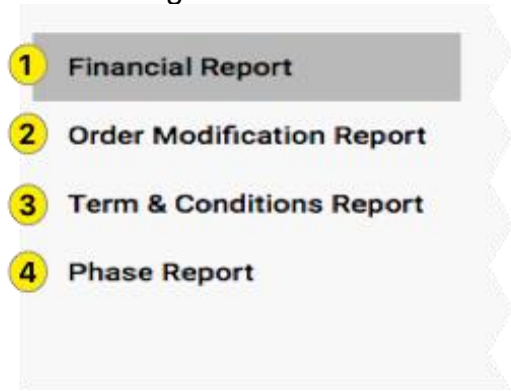 1 Financial Report
2 Order Modification Report
3 Term & Conditions Report
4 Phase Report